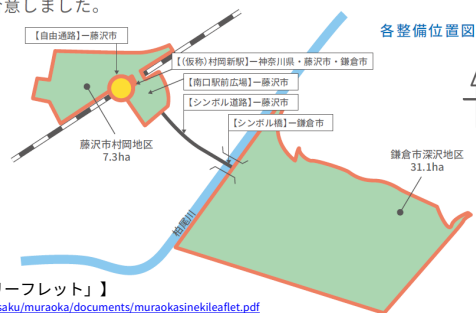 意しました。
各整備位置図
【自由通路】ー藤沢市
【(仮称)村岡新駅】ー神奈川県・藤沢市・鎌倉市
【南口駅前広場】ー藤沢市
【シンボル道路】ー藤沢市
【シンボル橋】ー鎌倉市
藤沢市村岡地区
7.3ha
鎌倉市深沢地区
31.1ha
柏尾川
リーフレット」】
saku/muraoka/documents/muraokasinekileaflet.pdf